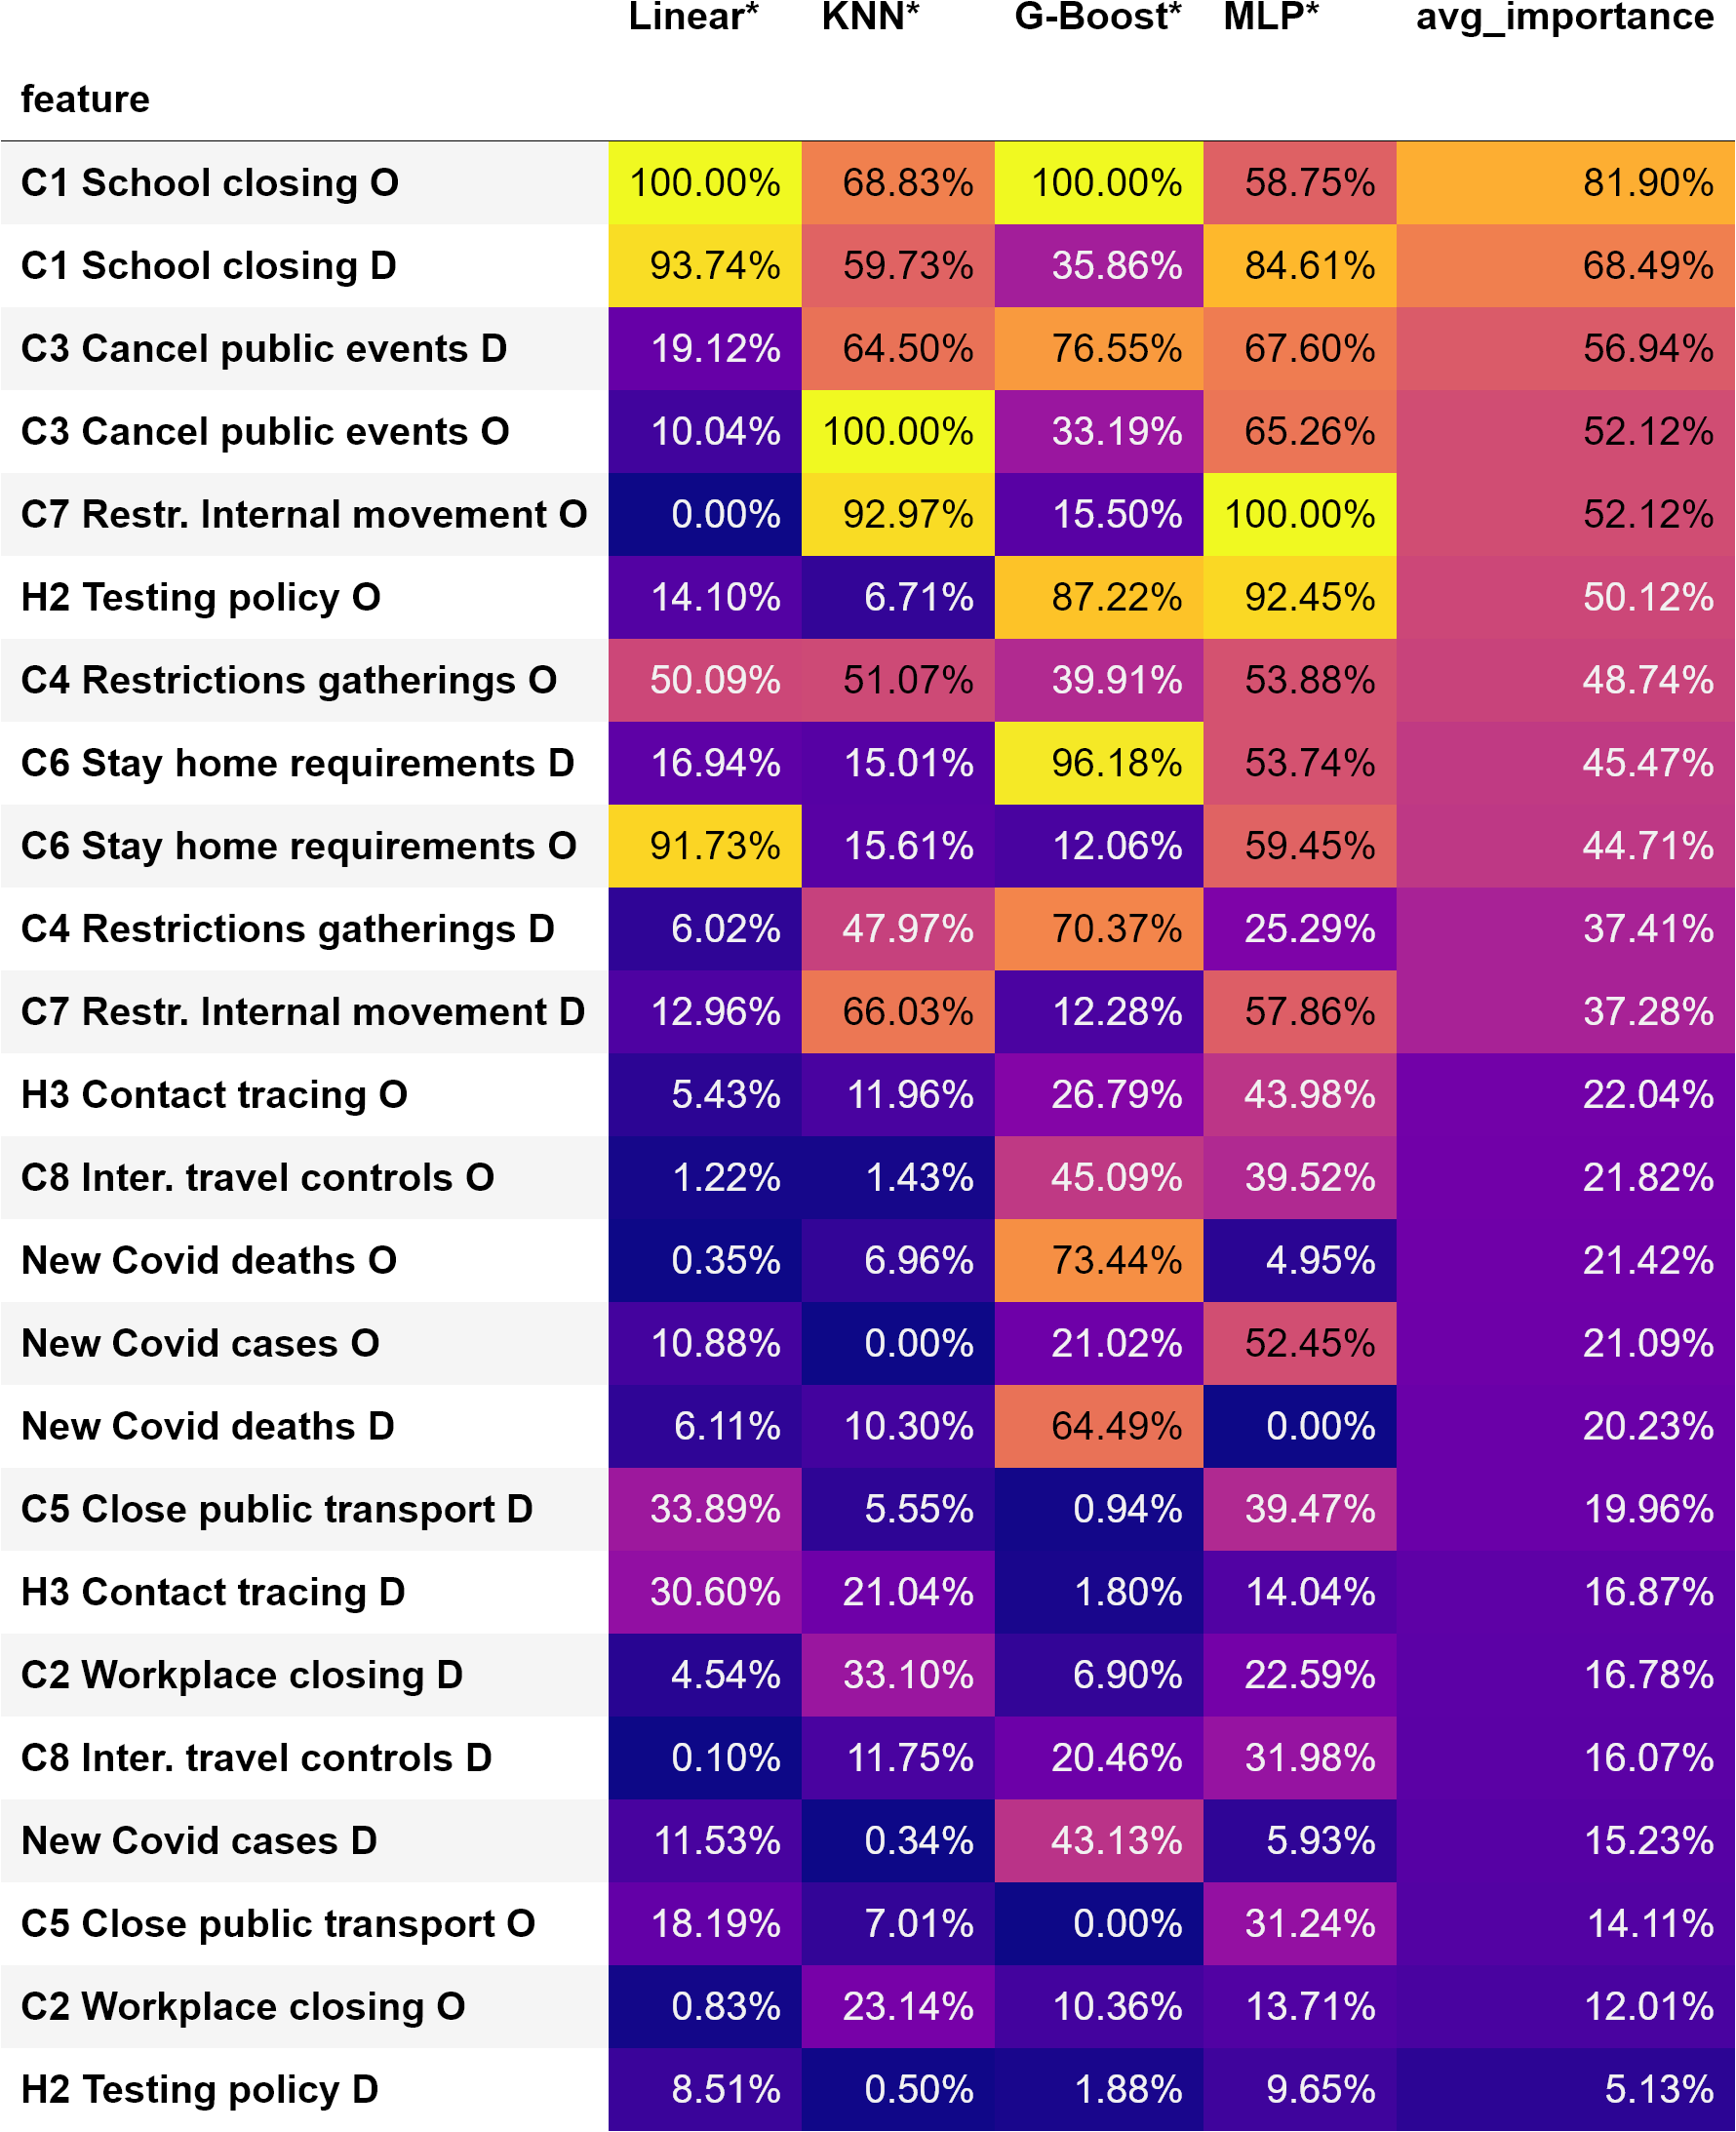 Linear* KNN* G-Boost* MLP* avg_importance
feature
C1 School closing O 100.00% 68.83% 100.00% 58.75% 81.90%
C1 School closing D 93.74% 59.73% 35.86% 84.61% 68.49%
C3 Cancel public events D 19.12% 64.50% 76.55% 67.60% 56.94%
C3 Cancel public events O 10.04% 100.00% 33.19% 65.26% 52.12%
C7 Restr. Internal movement O 0.00% 92.97% 15.50% 100.00% 52.12%
H2 Testing policy O 14.10% 6.71% 87.22% 92.45% 50.12%
C4 Restrictions gatherings O 50.09% 51.07% 39.91% 53.88% 48.74%
C6 Stay home requirements D 16.94% 15.01% 96.18% 53.74% 45.47%
C6 Stay home requirements O 91.73% 15.61% 12.06% 59.45% 44.71%
C4 Restrictions gatherings D 6.02% 47.97% 70.37% 25.29% 37.41%
C7 Restr. Internal movement D 12.96% 66.03% 12.28% 57.86% 37.28%
H3 Contact tracing O 5.43% 11.96% 26.79% 43.98% 22.04%
C8 Inter. travel controls O 1.22% 1.43% 45.09% 39.52% 21.82%
New Covid deaths O 0.35% 6.96% 73.44% 4.95% 21.42%
New Covid cases O 10.88% 0.00% 21.02% 52.45% 21.09%
New Covid deaths D 6.11% 10.30% 64.49% 0.00% 20.23%
C5 Close public transport D 33.89% 5.55% 0.94% 39.47% 19.96%
H3 Contact tracing D 30.60% 21.04% 1.80% 14.04% 16.87%
C2 Workplace closing D 4.54% 33.10% 6.90% 22.59% 16.78%
C8 Inter. travel controls D 0.10% 11.75% 20.46% 31.98% 16.07%
New Covid cases D 11.53% 0.34% 43.13% 5.93% 15.23%
C5 Close public transport O 18.19% 7.01% 0.00% 31.24% 14.11%
C2 Workplace closing O 0.83% 23.14% 10.36% 13.71% 12.01%
H2 Testing policy D 8.51% 0.50% 1.88% 9.65% 5.13%